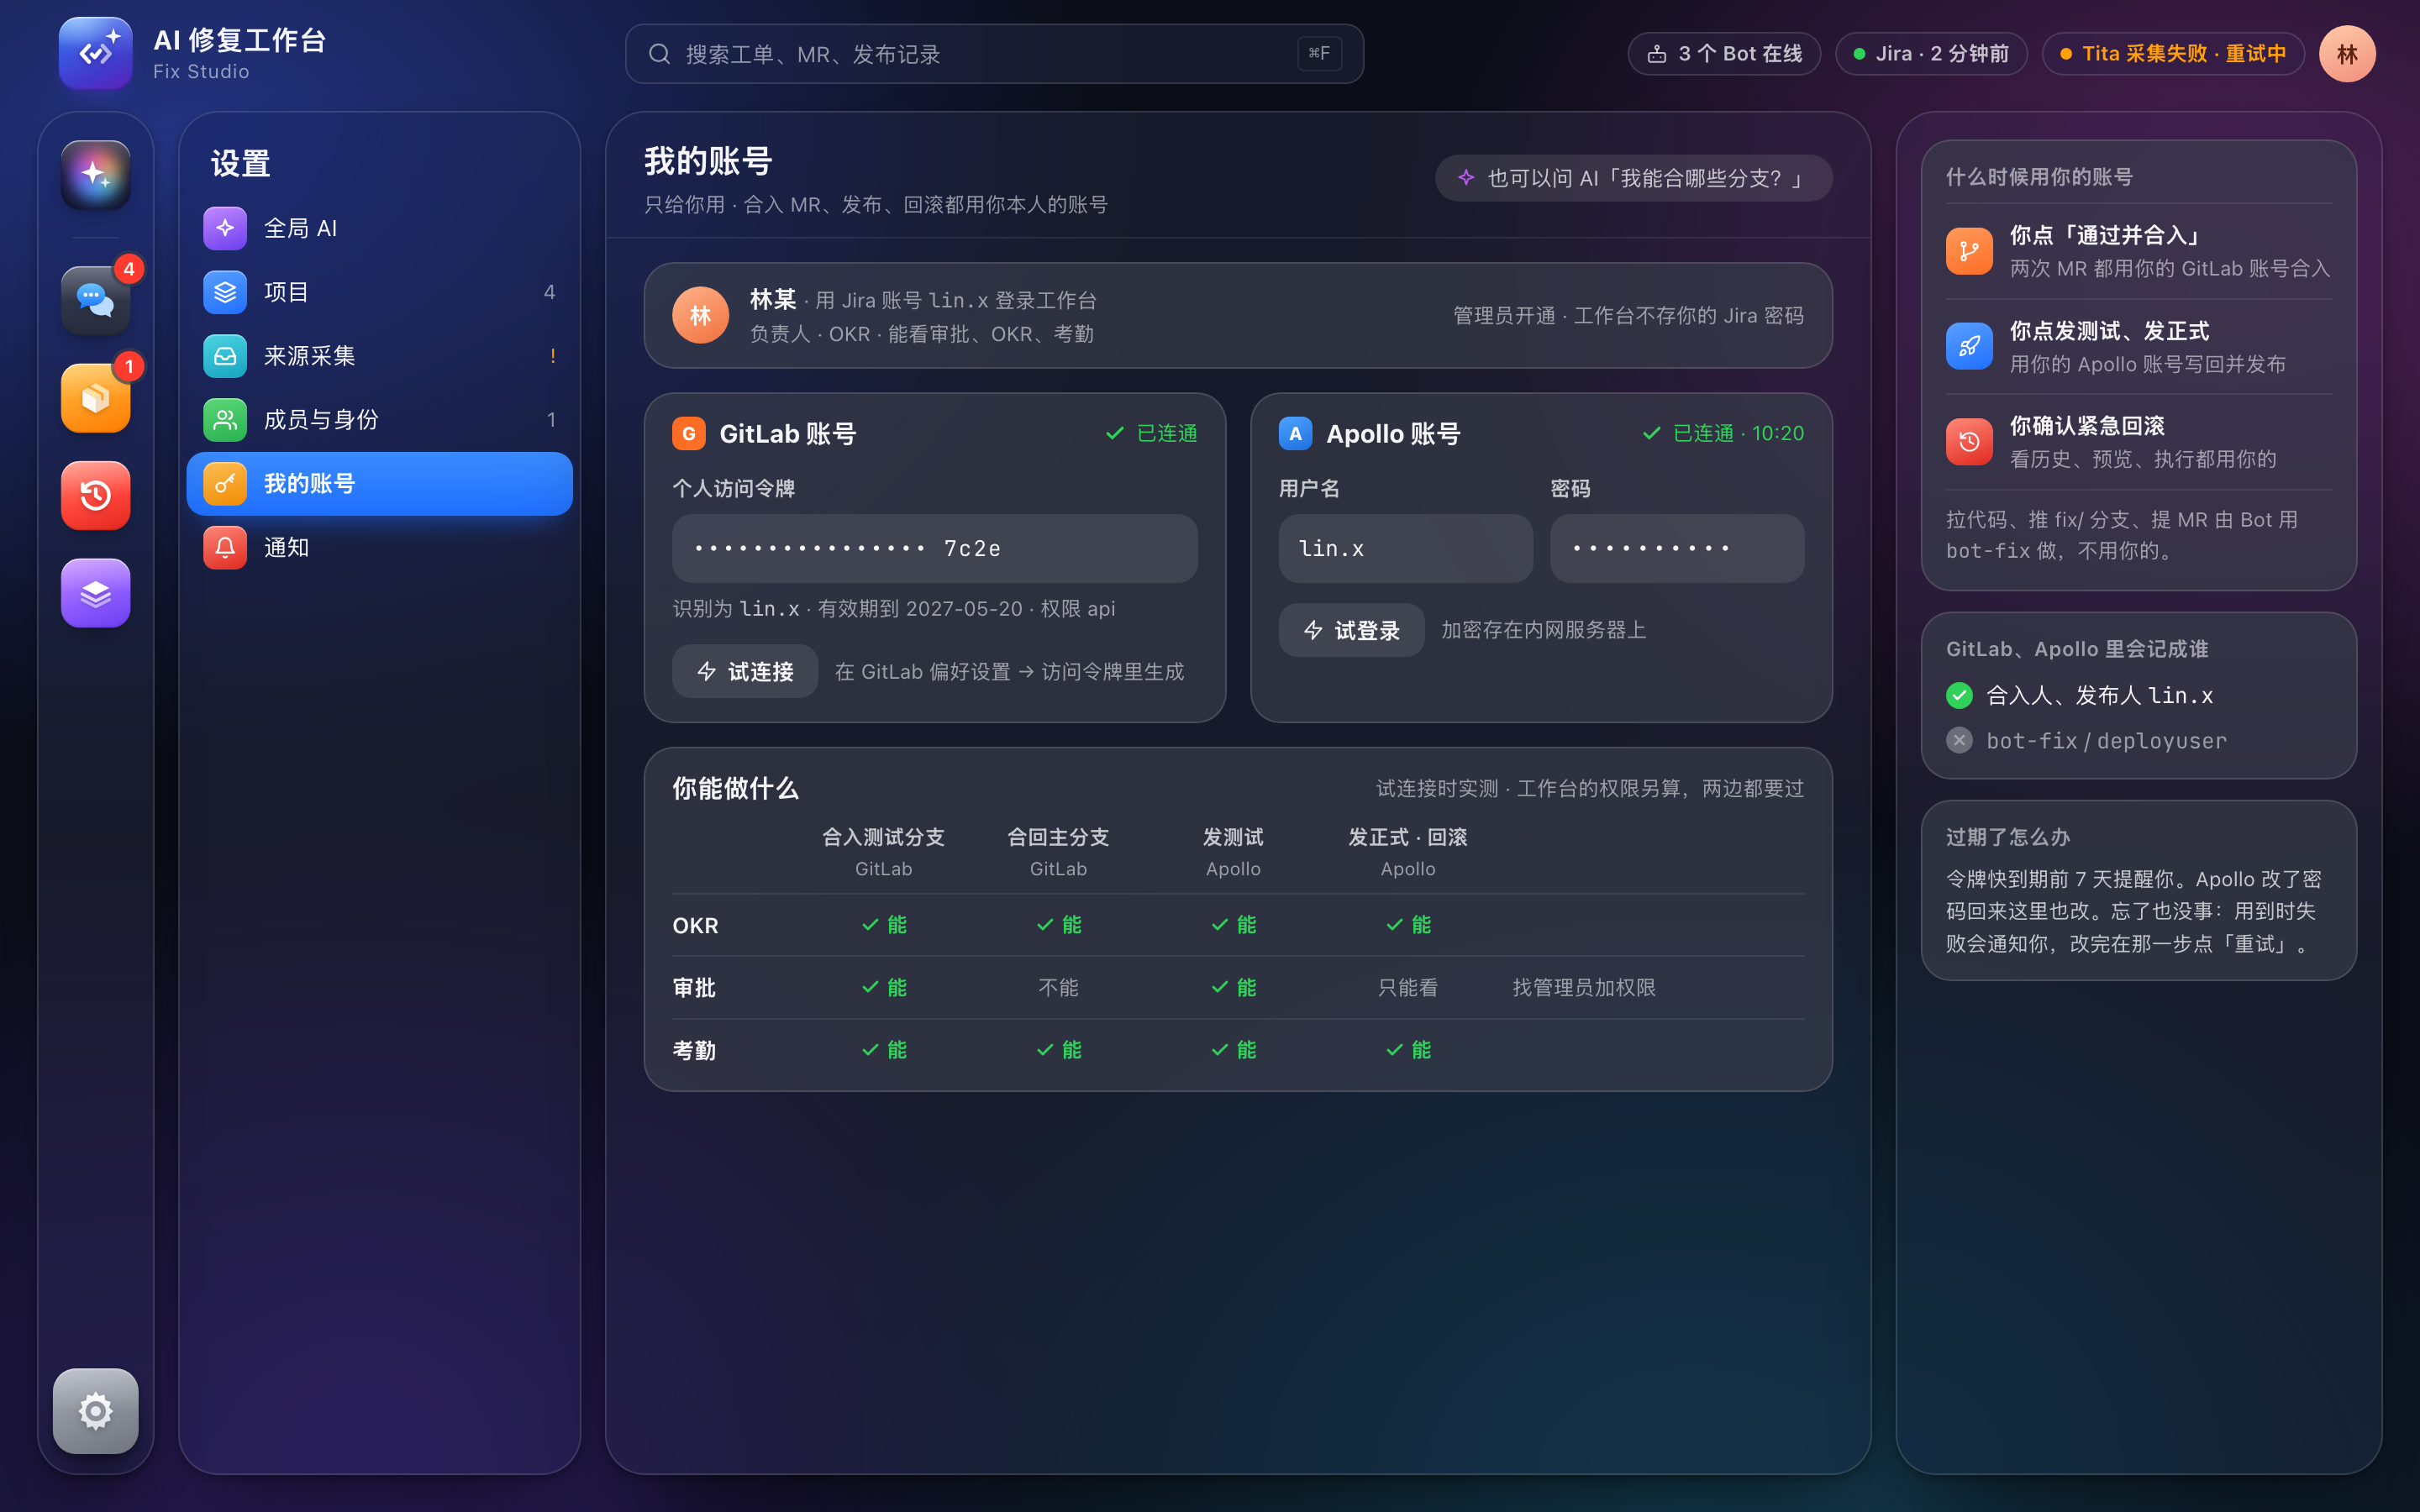 AI 修复工作台
Fix Studio
搜索工单、MR、发布记录
⌘F
3 个 Bot 在线
Jira · 2 分钟前
Tita 采集失败 · 重试中
林
4
1
设置
全局 AI
项目 4
来源采集 !
成员与身份 1
我的账号
通知
我的账号
只给你用 · 合入 MR、发布、回滚都用你本人的账号
也可以问 AI「我能合哪些分支？」
林
林某 · 用 Jira 账号 lin.x 登录工作台
负责人 · OKR · 能看审批、OKR、考勤
管理员开通 · 工作台不存你的 Jira 密码
G GitLab 账号 已连通
个人访问令牌
•••••••••••••••• 7c2e
识别为 lin.x · 有效期到 2027-05-20 · 权限 api
试连接 在 GitLab 偏好设置 → 访问令牌里生成
A Apollo 账号 已连通 · 10:20
用户名 密码
lin.x ••••••••••
试登录 加密存在内网服务器上
你能做什么 试连接时实测 · 工作台的权限另算，两边都要过
合入测试分支 合回主分支 发测试 发正式 · 回滚
GitLab GitLab Apollo Apollo
OKR 能 能 能 能
审批 能 不能 能 只能看 找管理员加权限
考勤 能 能 能 能
什么时候用你的账号
你点「通过并合入」
两次 MR 都用你的 GitLab 账号合入
你点发测试、发正式
用你的 Apollo 账号写回并发布
你确认紧急回滚
看历史、预览、执行都用你的
拉代码、推 fix/ 分支、提 MR 由 Bot 用
bot-fix 做，不用你的。
GitLab、Apollo 里会记成谁
合入人、发布人 lin.x
bot-fix / deployuser
过期了怎么办
令牌快到期前 7 天提醒你。Apollo 改了密
码回来这里也改。忘了也没事：用到时失
败会通知你，改完在那一步点「重试」。